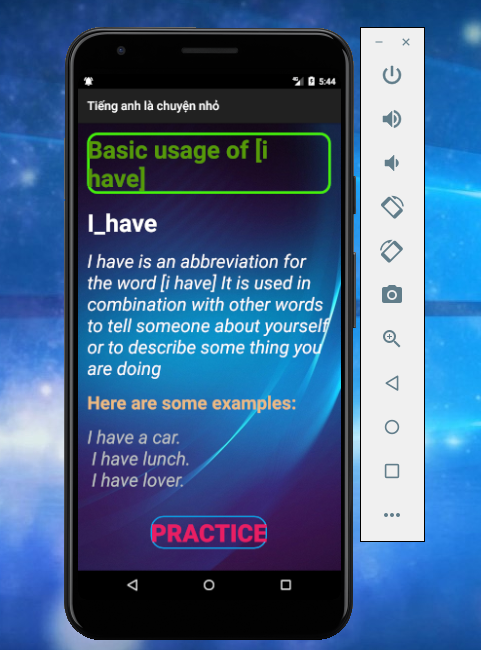 5:44
Tiếng anh là chuyện nhỏ
Basic usage of [i
have]
I_have
I have is an abbreviation for
the word [i have] It is used in
combination with other words
to tell someone about yourself
or to describe some thing you
are doing
Here are some examples:
I have a car.
I have lunch.
I have lover.
PRACTICE